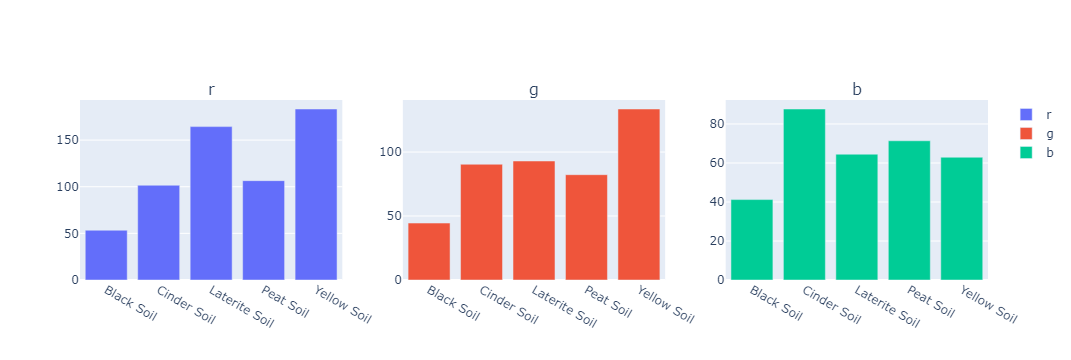 r
g
b
150
100
50
0
100
50
0
80
60
40
20
0
Black Soil
Cinder Soil
Laterite Soil
Peat Soil
Yellow Soil
Black Soil
Cinder Soil
Laterite Soil
Peat Soil
Yellow Soil
Black Soil
Cinder Soil
Laterite Soil
Peat Soil
Yellow Soil
r
g
b